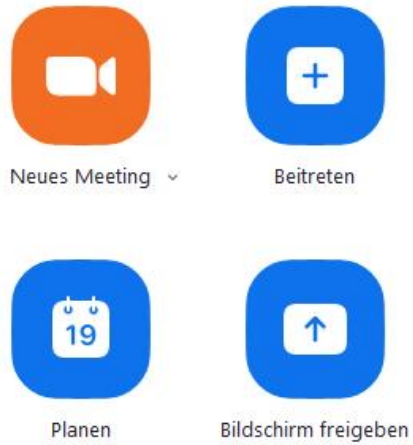 Neues Meeting
Beitreten
19
Planen
Bildschirm freigeben